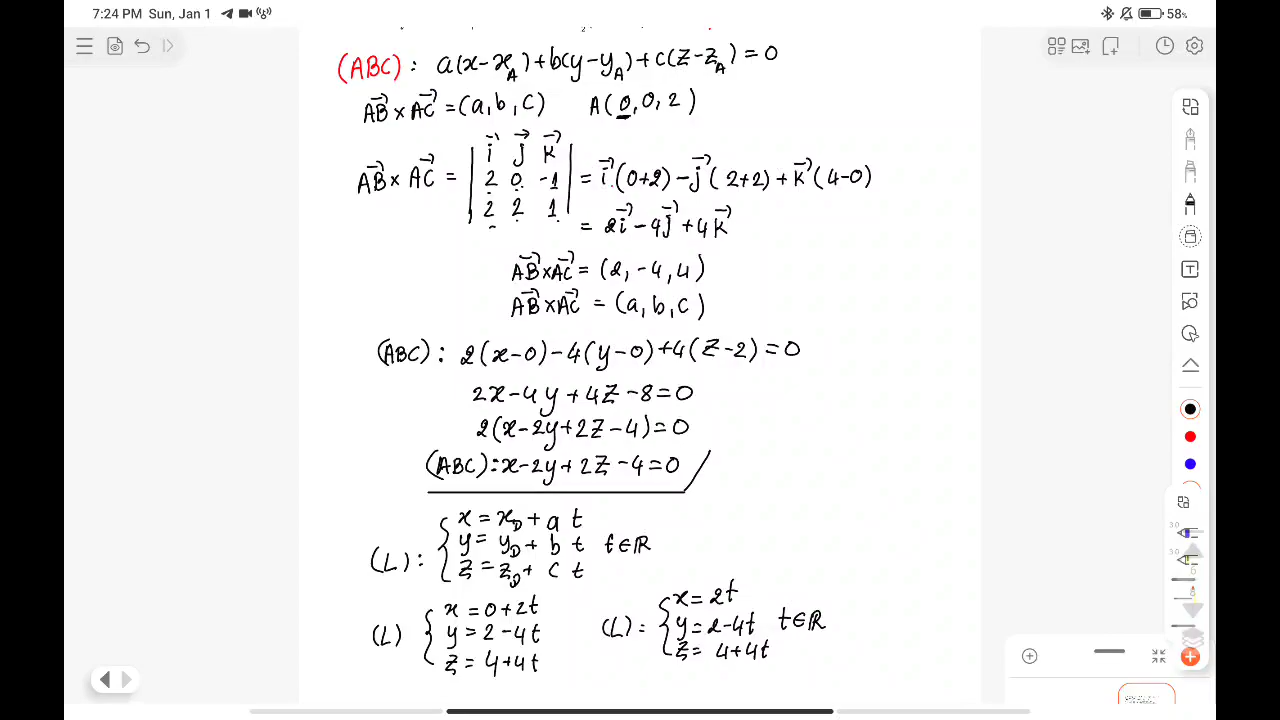 7:24 PM Sun, Jan 1
58%
(ABC): a(x-x_A)+b(y-y_A)+c(z-z_A)=0
AB→ × AC→ = (a, b, c) A(0, 0, 2)
i→ j→ k→
AB→ × AC→ = | 2 0 -1 | = i→(0+2) - j→(2+2) + k→(4-0)
2 2 1
= 2i→ - 4j→ + 4k→
AB→ × AC→ = (2, -4, 4)
AB→ × AC→ = (a, b, c)
(ABC): 2(x-0) - 4(y-0) + 4(z-2) = 0
2x - 4y + 4z - 8 = 0
2(x - 2y + 2z - 4) = 0
(ABC): x - 2y + 2z - 4 = 0
x = x_D + a t
(L): y = y_D + b t t∈ℝ
z = z_D + c t
x = 0+2t
(L) y = 2-4t
z = 4+4t
x = 2t
(L): y = 2-4t t∈ℝ
z = 4+4t